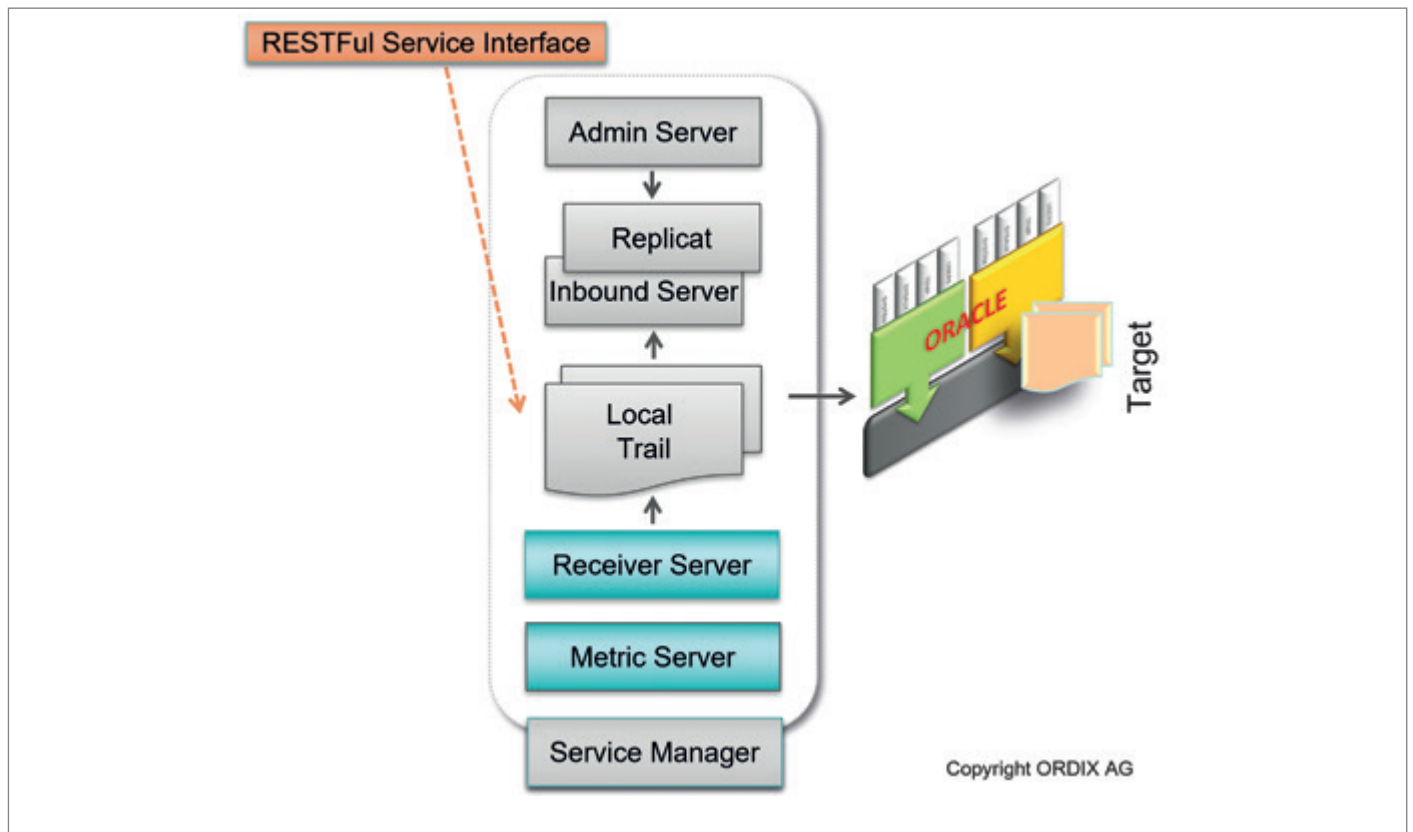 RESTFul Service Interface
Admin Server
Replicat
Inbound Server
Local
Trail
Receiver Server
Metric Server
Service Manager
ORACLE
Target
Copyright ORDIX AG